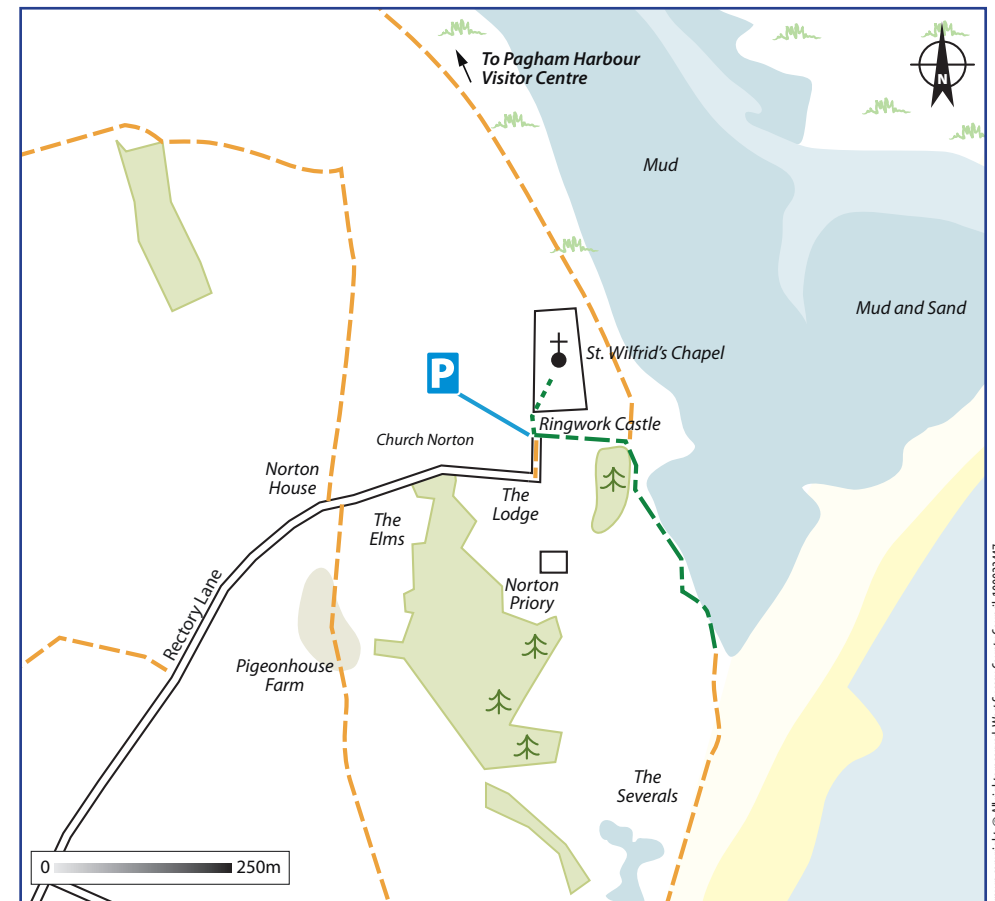 To Pagham Harbour
Visitor Centre
N
Mud
Mud and Sand
St. Wilfrid's Chapel
P
Ringwork Castle
Church Norton
Norton
House
The
Lodge
The
Elms
Norton
Priory
Rectory Lane
Pigeonhouse
Farm
The
Severals
0 250m